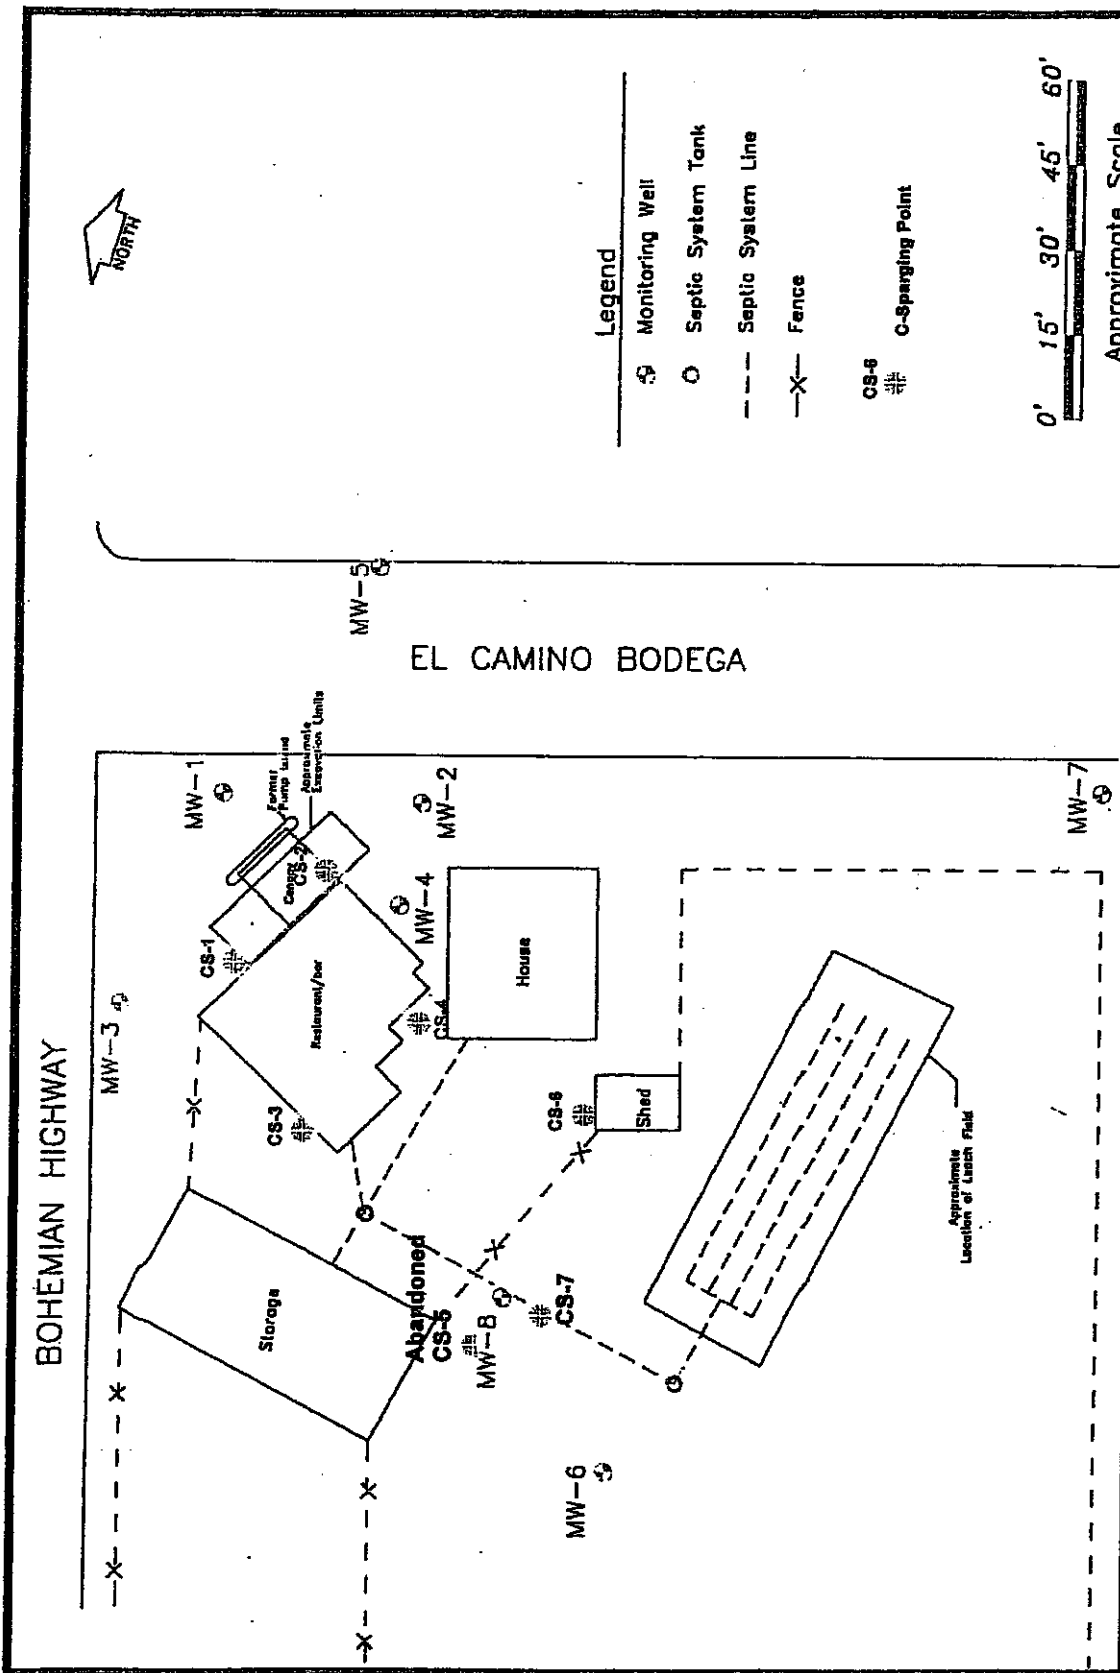 BOHEMIAN HIGHWAY
EL CAMINO BODEGA
NORTH
MW-3
MW-1
MW-5
CS-1
Former
Pump Island
Approximate
Excavation Limits
Canopy
CS-2
MW-2
MW-4
Restaurant/bar
CS-3
CS-4
House
Storage
Abandoned
CS-5
MW-8
CS-7
CS-6
Shed
MW-6
MW-7
Approximate
Location of Leach Field
Legend
Monitoring Well
Septic System Tank
Septic System Line
Fence
CS-6
C-Sparging Point
0' 15' 30' 45' 60'
Approximate Scale